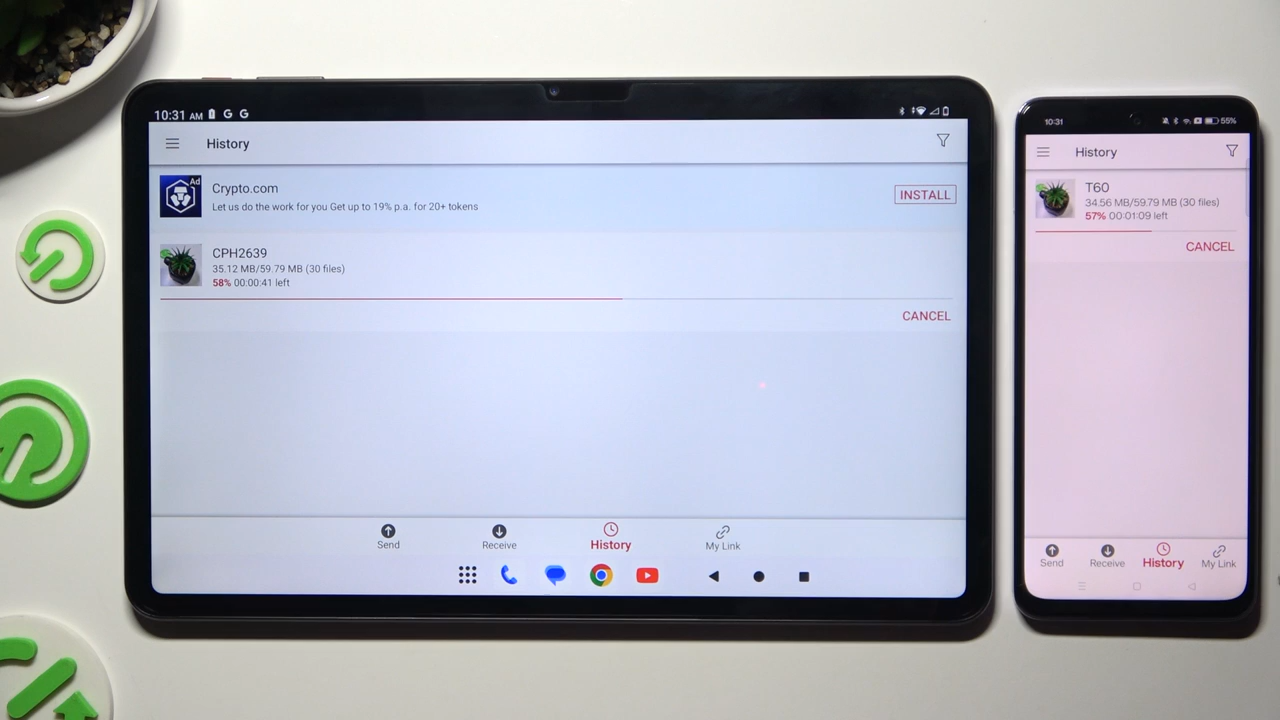 10:31 AM G G
History
Ad
Crypto.com
Let us do the work for you Get up to 19% p.a. for 20+ tokens
INSTALL
CPH2639
35.12 MB/59.79 MB (30 files)
58% 00:00:41 left
CANCEL
Send
Receive
History
My Link
10:31
55%
History
T60
34.56 MB/59.79 MB (30 files)
57% 00:01:09 left
CANCEL
Send
Receive
History
My Link